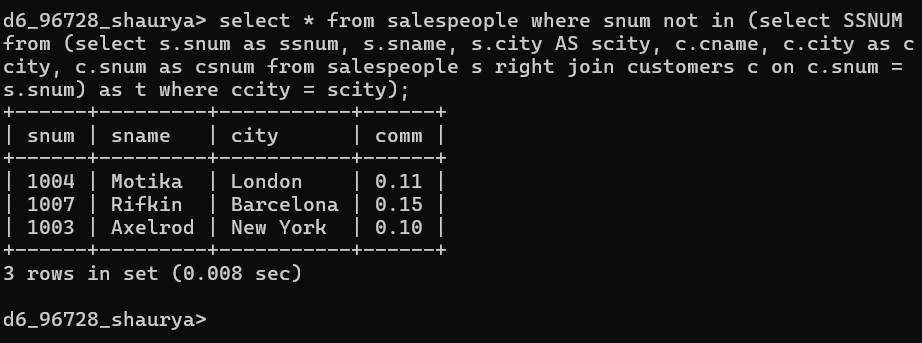 d6_96728_shaurya> select * from salespeople where snum not in (select SSNUM
from (select s.snum as ssnum, s.sname, s.city AS scity, c.cname, c.city as c
city, c.snum as csnum from salespeople s right join customers c on c.snum =
s.snum) as t where ccity = scity);
+------+---------+-----------+------+
| snum | sname   | city      | comm |
+------+---------+-----------+------+
| 1004 | Motika  | London    | 0.11 |
| 1007 | Rifkin  | Barcelona | 0.15 |
| 1003 | Axelrod | New York  | 0.10 |
+------+---------+-----------+------+
3 rows in set (0.008 sec)
d6_96728_shaurya>